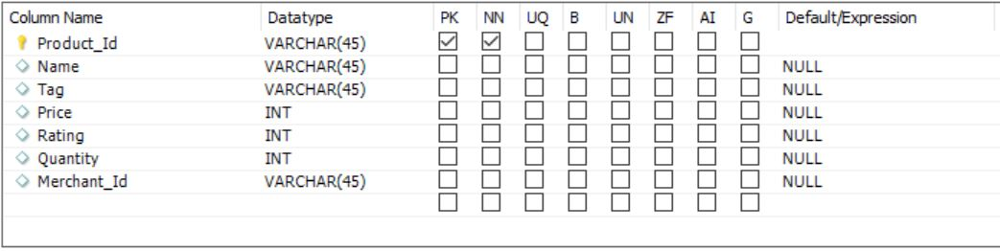 Column Name Datatype PK NN UQ B UN ZF AI G Default/Expression
Product_Id VARCHAR(45)
Name VARCHAR(45) NULL
Tag VARCHAR(45) NULL
Price INT NULL
Rating INT NULL
Quantity INT NULL
Merchant_Id VARCHAR(45) NULL